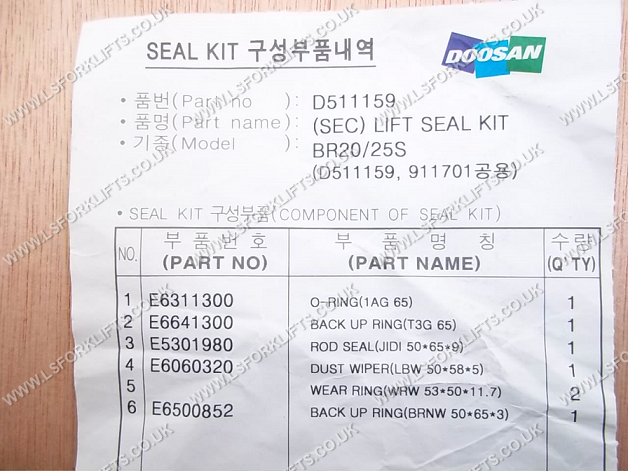 SEAL KIT 구성부품내역
DOOSAN
• 품번(Part no ): D511159
• 품명(Part name): (SEC) LIFT SEAL KIT
• 기종(Model ): BR20/25S
(D511159, 911701공용)
• SEAL KIT 구성부품(COMPONENT OF SEAL KIT)
NO. 부 품 번 호 부 품 명 칭 수 량
(PART NO) (PART NAME) (Q'TY)
1 E6311300 O-RING(1AG 65) 1
2 E6641300 BACK UP RING(T3G 65) 1
3 E5301980 ROD SEAL(JIDI 50*65*9) 1
4 E6060320 DUST WIPER(LBW 50*58*5) 1
5 WEAR RING(WRW 53*50*11.7) 2
6 E6500852 BACK UP RING(BRNW 50*65*3) 1
WWW.LSFORKLIFTS.CO.UK